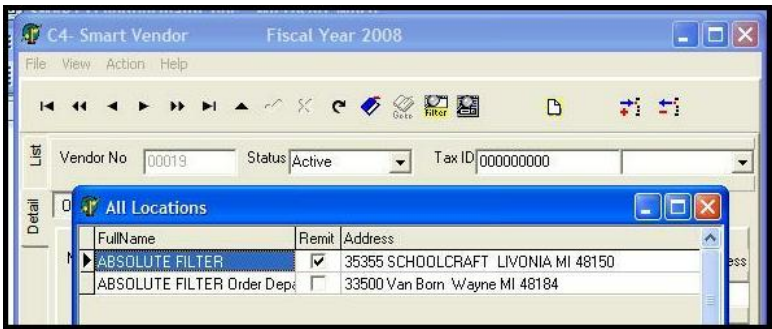 C4- Smart Vendor Fiscal Year 2008
File View Action Help
Goto Filter
List
Vendor No 00019 Status Active Tax ID 000000000
Detail
All Locations
FullName Remit Address
ABSOLUTE FILTER 35355 SCHOOLCRAFT LIVONIA MI 48150
ABSOLUTE FILTER Order Depa 33500 Van Born Wayne MI 48184